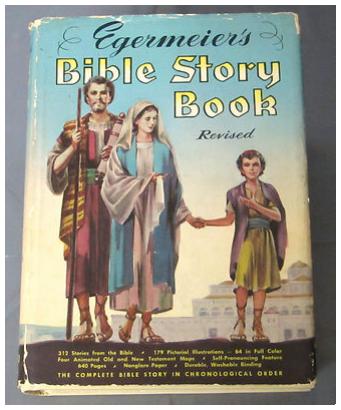 Egermeier's
Bible Story
Book
Revised
312 Stories from the Bible • 179 Pictorial Illustrations – 64 in Full Color
Four Animated Old and New Testament Maps • Self-Pronouncing Feature
640 Pages • Nonglare Paper • Durable, Washable Binding
THE COMPLETE BIBLE STORY IN CHRONOLOGICAL ORDER